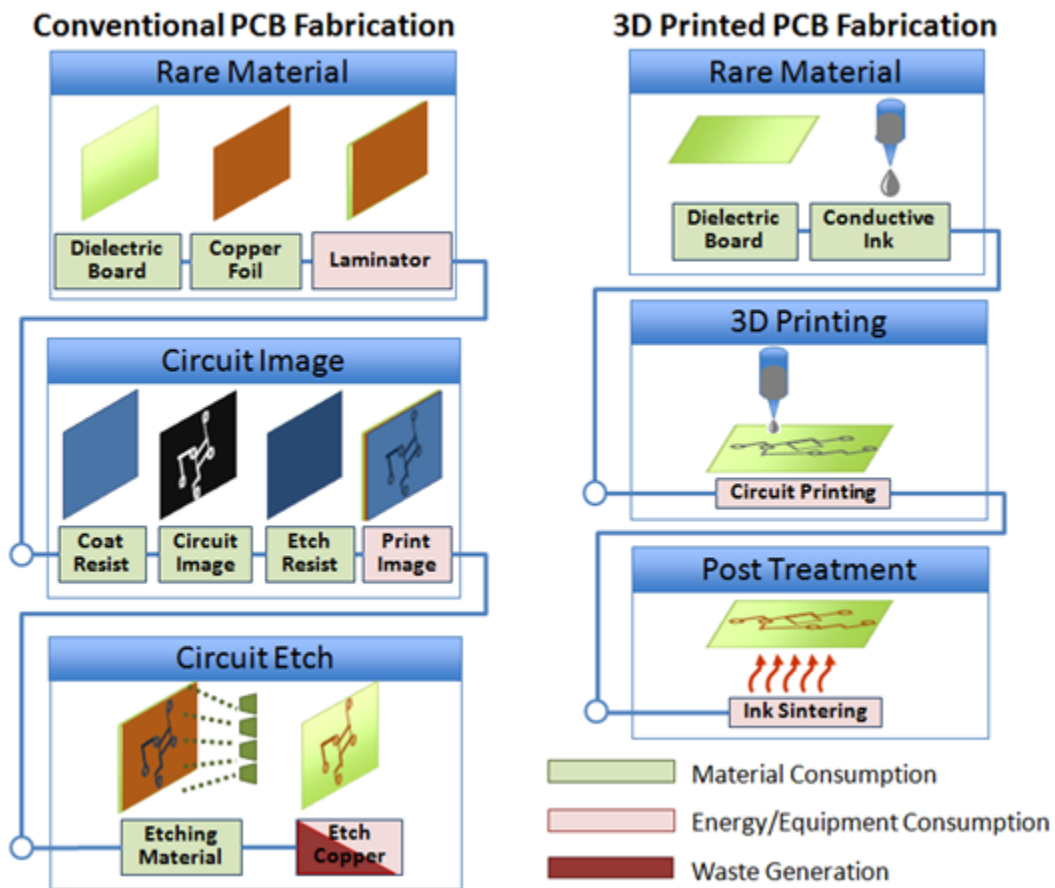 Conventional PCB Fabrication
Rare Material
Dielectric
Board
Copper
Foil
Laminator
Circuit Image
Coat
Resist
Circuit
Image
Etch
Resist
Print
Image
Circuit Etch
Etching
Material
Etch
Copper
3D Printed PCB Fabrication
Rare Material
Dielectric
Board
Conductive
Ink
3D Printing
Circuit Printing
Post Treatment
Ink Sintering
Material Consumption
Energy/Equipment Consumption
Waste Generation